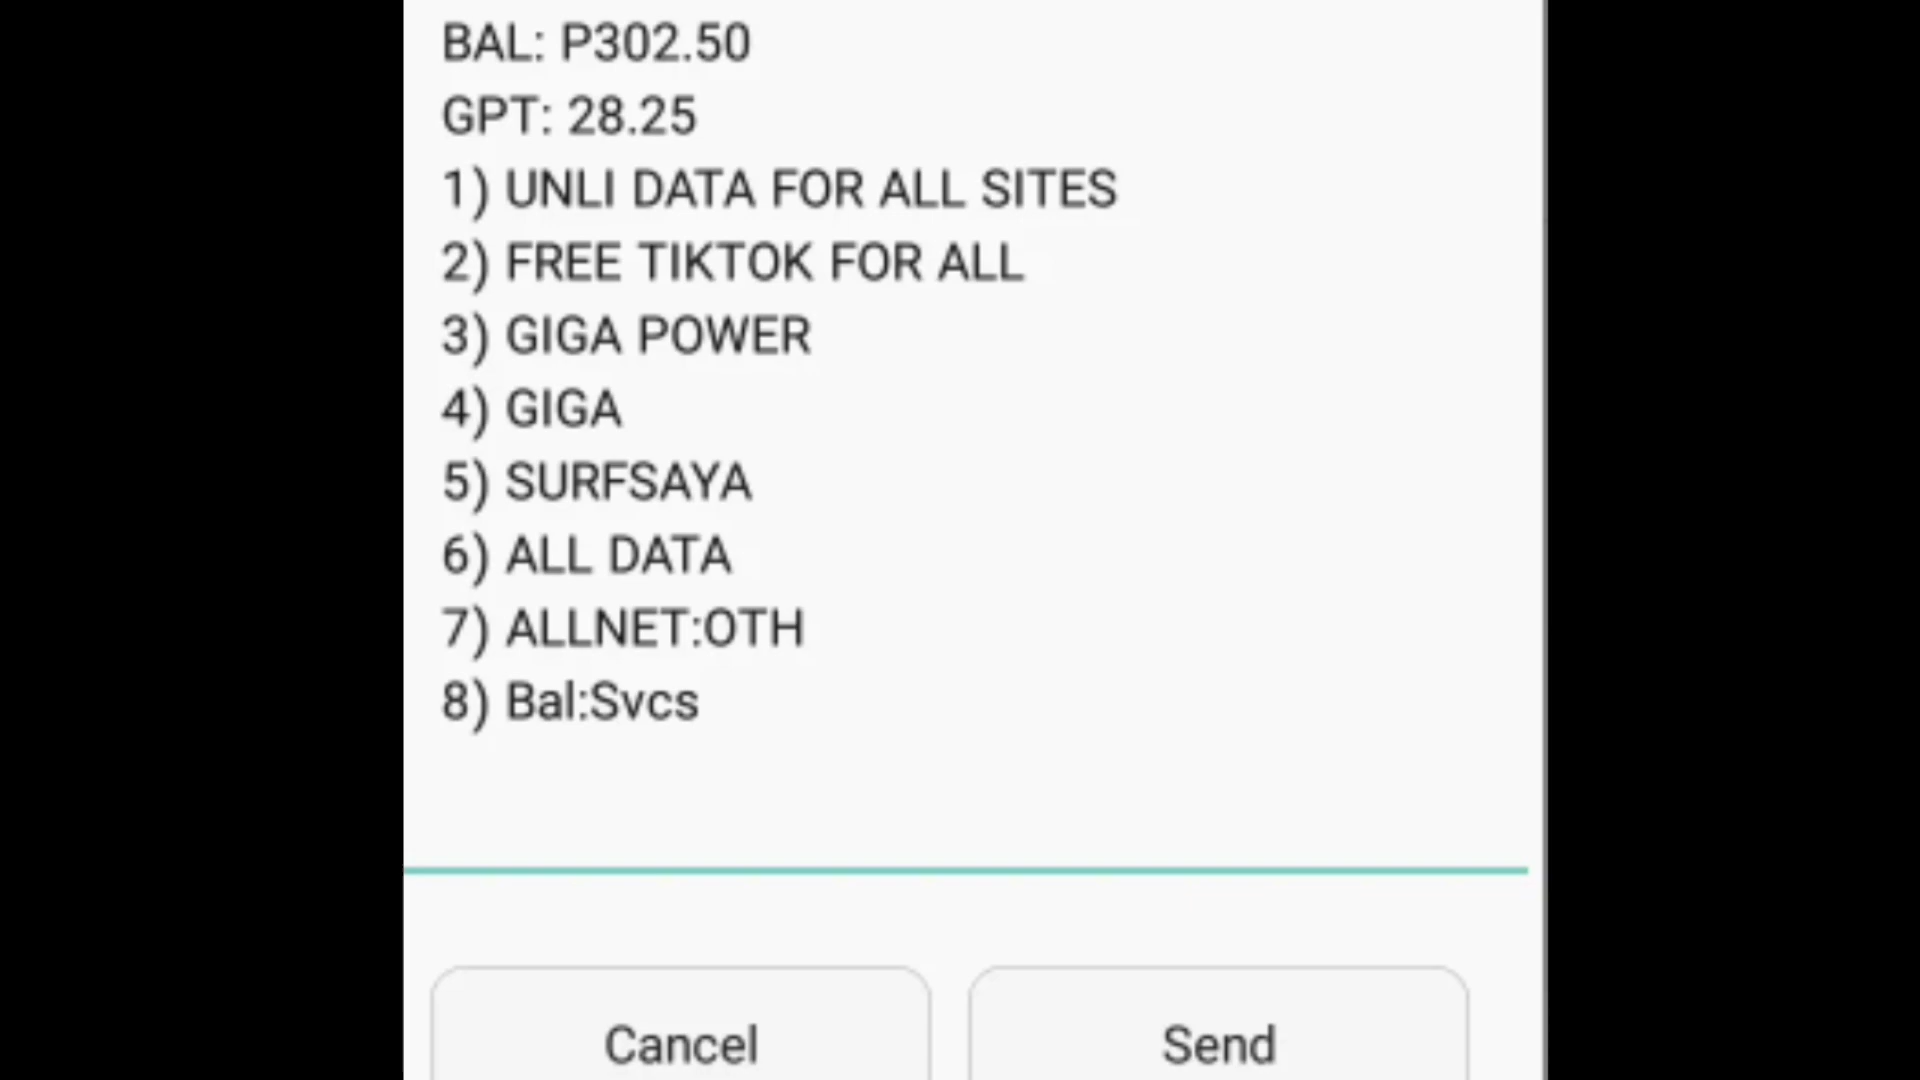 BAL: P302.50
GPT: 28.25
1) UNLI DATA FOR ALL SITES
2) FREE TIKTOK FOR ALL
3) GIGA POWER
4) GIGA
5) SURFSAYA
6) ALL DATA
7) ALLNET:OTH
8) Bal:Svcs
Cancel Send